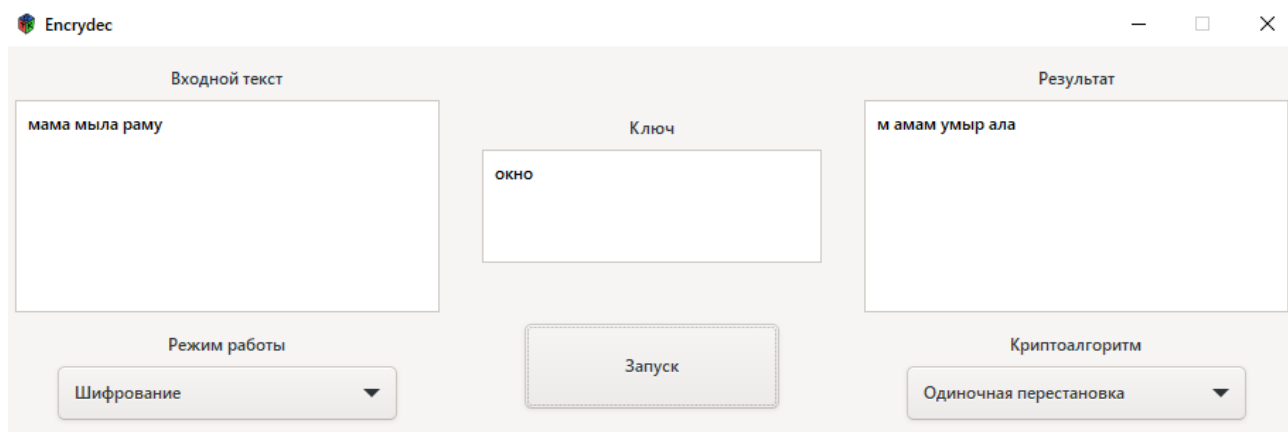 Encrydec
Входной текст
мама мыла раму
Ключ
окно
Результат
м амам умыр ала
Режим работы
Шифрование
Запуск
Криптоалгоритм
Одиночная перестановка